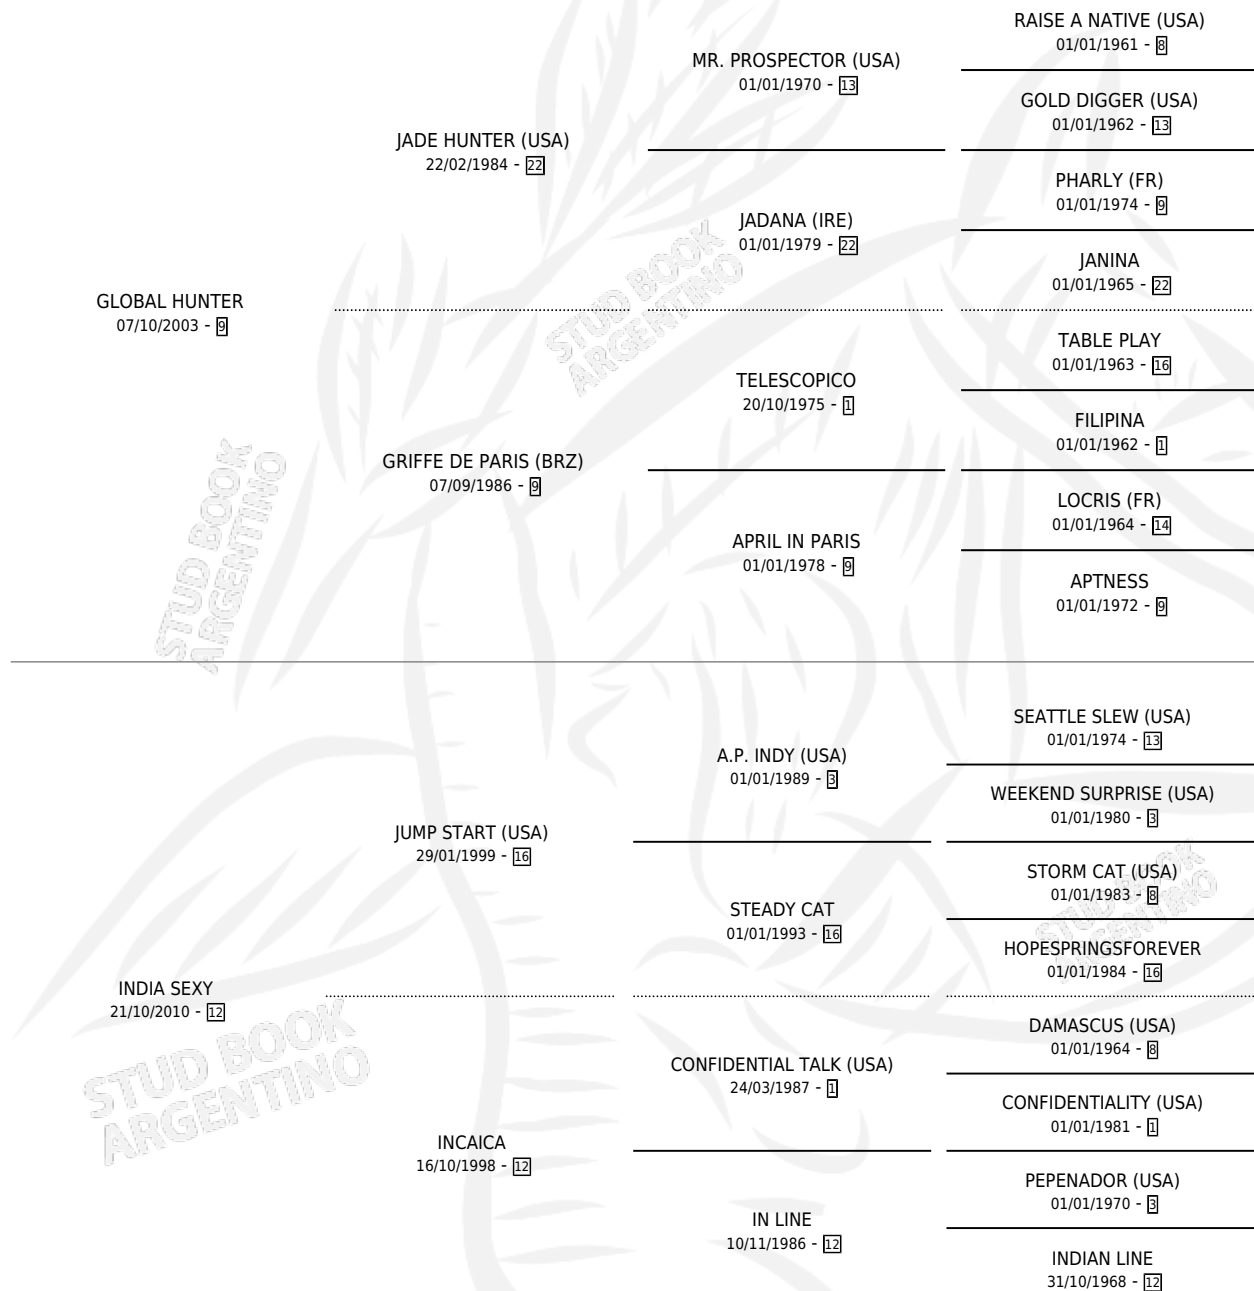 RAISE A NATIVE (USA)
01/01/1961 - 8
MR. PROSPECTOR (USA)
01/01/1970 - 13
GOLD DIGGER (USA)
01/01/1962 - 13
JADE HUNTER (USA)
22/02/1984 - 22
PHARLY (FR)
01/01/1974 - 9
JADANA (IRE)
01/01/1979 - 22
JANINA
01/01/1965 - 22
GLOBAL HUNTER
07/10/2003 - 9
TABLE PLAY
01/01/1963 - 16
TELESCOPICO
20/10/1975 - 1
FILIPINA
01/01/1962 - 1
GRIFFE DE PARIS (BRZ)
07/09/1986 - 9
LOCRIS (FR)
01/01/1964 - 14
APRIL IN PARIS
01/01/1978 - 9
APTNESS
01/01/1972 - 9
STUD BOOK
ARGENTINO
STUD BOOK
ARGENTINO
SEATTLE SLEW (USA)
01/01/1974 - 13
A.P. INDY (USA)
01/01/1989 - 3
WEEKEND SURPRISE (USA)
01/01/1980 - 3
JUMP START (USA)
29/01/1999 - 16
STORM CAT (USA)
01/01/1983 - 8
STEADY CAT
01/01/1993 - 16
HOPESPRINGSFOREVER
01/01/1984 - 16
INDIA SEXY
21/10/2010 - 12
DAMASCUS (USA)
01/01/1964 - 8
CONFIDENTIAL TALK (USA)
24/03/1987 - 1
CONFIDENTIALITY (USA)
01/01/1981 - 1
INCAICA
16/10/1998 - 12
PEPENADOR (USA)
01/01/1970 - 3
IN LINE
10/11/1986 - 12
INDIAN LINE
31/10/1968 - 12
STUD BOOK
ARGENTINO
STUD BOOK
ARGENTINO